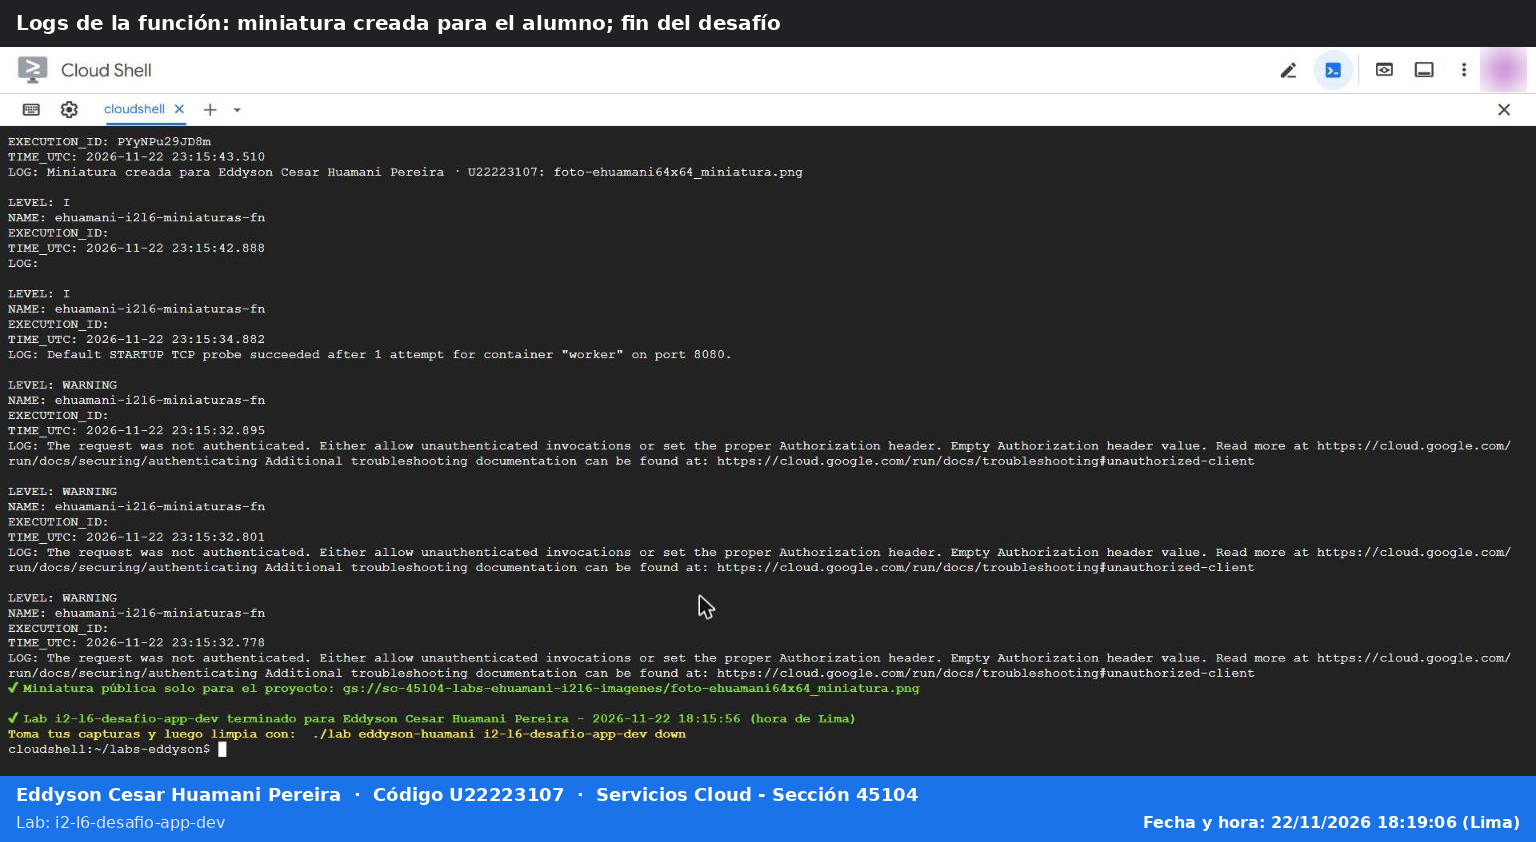 Logs de la función: miniatura creada para el alumno; fin del desafío
Cloud Shell
cloudshell
EXECUTION_ID: PYyNPu29JD8m
TIME_UTC: 2026-11-22 23:15:43.510
LOG: Miniatura creada para Eddyson Cesar Huamani Pereira · U22223107: foto-ehuamani64x64_miniatura.png
LEVEL: I
NAME: ehuamani-i2l6-miniaturas-fn
EXECUTION_ID:
TIME_UTC: 2026-11-22 23:15:42.888
LOG:
LEVEL: I
NAME: ehuamani-i2l6-miniaturas-fn
EXECUTION_ID:
TIME_UTC: 2026-11-22 23:15:34.882
LOG: Default STARTUP TCP probe succeeded after 1 attempt for container "worker" on port 8080.
LEVEL: WARNING
NAME: ehuamani-i2l6-miniaturas-fn
EXECUTION_ID:
TIME_UTC: 2026-11-22 23:15:32.895
LOG: The request was not authenticated. Either allow unauthenticated invocations or set the proper Authorization header. Empty Authorization header value. Read more at https://cloud.google.com/
run/docs/securing/authenticating Additional troubleshooting documentation can be found at: https://cloud.google.com/run/docs/troubleshooting#unauthorized-client
LEVEL: WARNING
NAME: ehuamani-i2l6-miniaturas-fn
EXECUTION_ID:
TIME_UTC: 2026-11-22 23:15:32.801
LOG: The request was not authenticated. Either allow unauthenticated invocations or set the proper Authorization header. Empty Authorization header value. Read more at https://cloud.google.com/
run/docs/securing/authenticating Additional troubleshooting documentation can be found at: https://cloud.google.com/run/docs/troubleshooting#unauthorized-client
LEVEL: WARNING
NAME: ehuamani-i2l6-miniaturas-fn
EXECUTION_ID:
TIME_UTC: 2026-11-22 23:15:32.778
LOG: The request was not authenticated. Either allow unauthenticated invocations or set the proper Authorization header. Empty Authorization header value. Read more at https://cloud.google.com/
run/docs/securing/authenticating Additional troubleshooting documentation can be found at: https://cloud.google.com/run/docs/troubleshooting#unauthorized-client
✔ Miniatura pública solo para el proyecto: gs://sc-45104-labs-ehuamani-i2l6-imagenes/foto-ehuamani64x64_miniatura.png
✔ Lab i2-l6-desafio-app-dev terminado para Eddyson Cesar Huamani Pereira - 2026-11-22 18:15:56 (hora de Lima)
Toma tus capturas y luego limpia con:  ./lab eddyson-huamani i2-l6-desafio-app-dev down
cloudshell:~/labs-eddyson$
Eddyson Cesar Huamani Pereira · Código U22223107 · Servicios Cloud - Sección 45104
Lab: i2-l6-desafio-app-dev
Fecha y hora: 22/11/2026 18:19:06 (Lima)